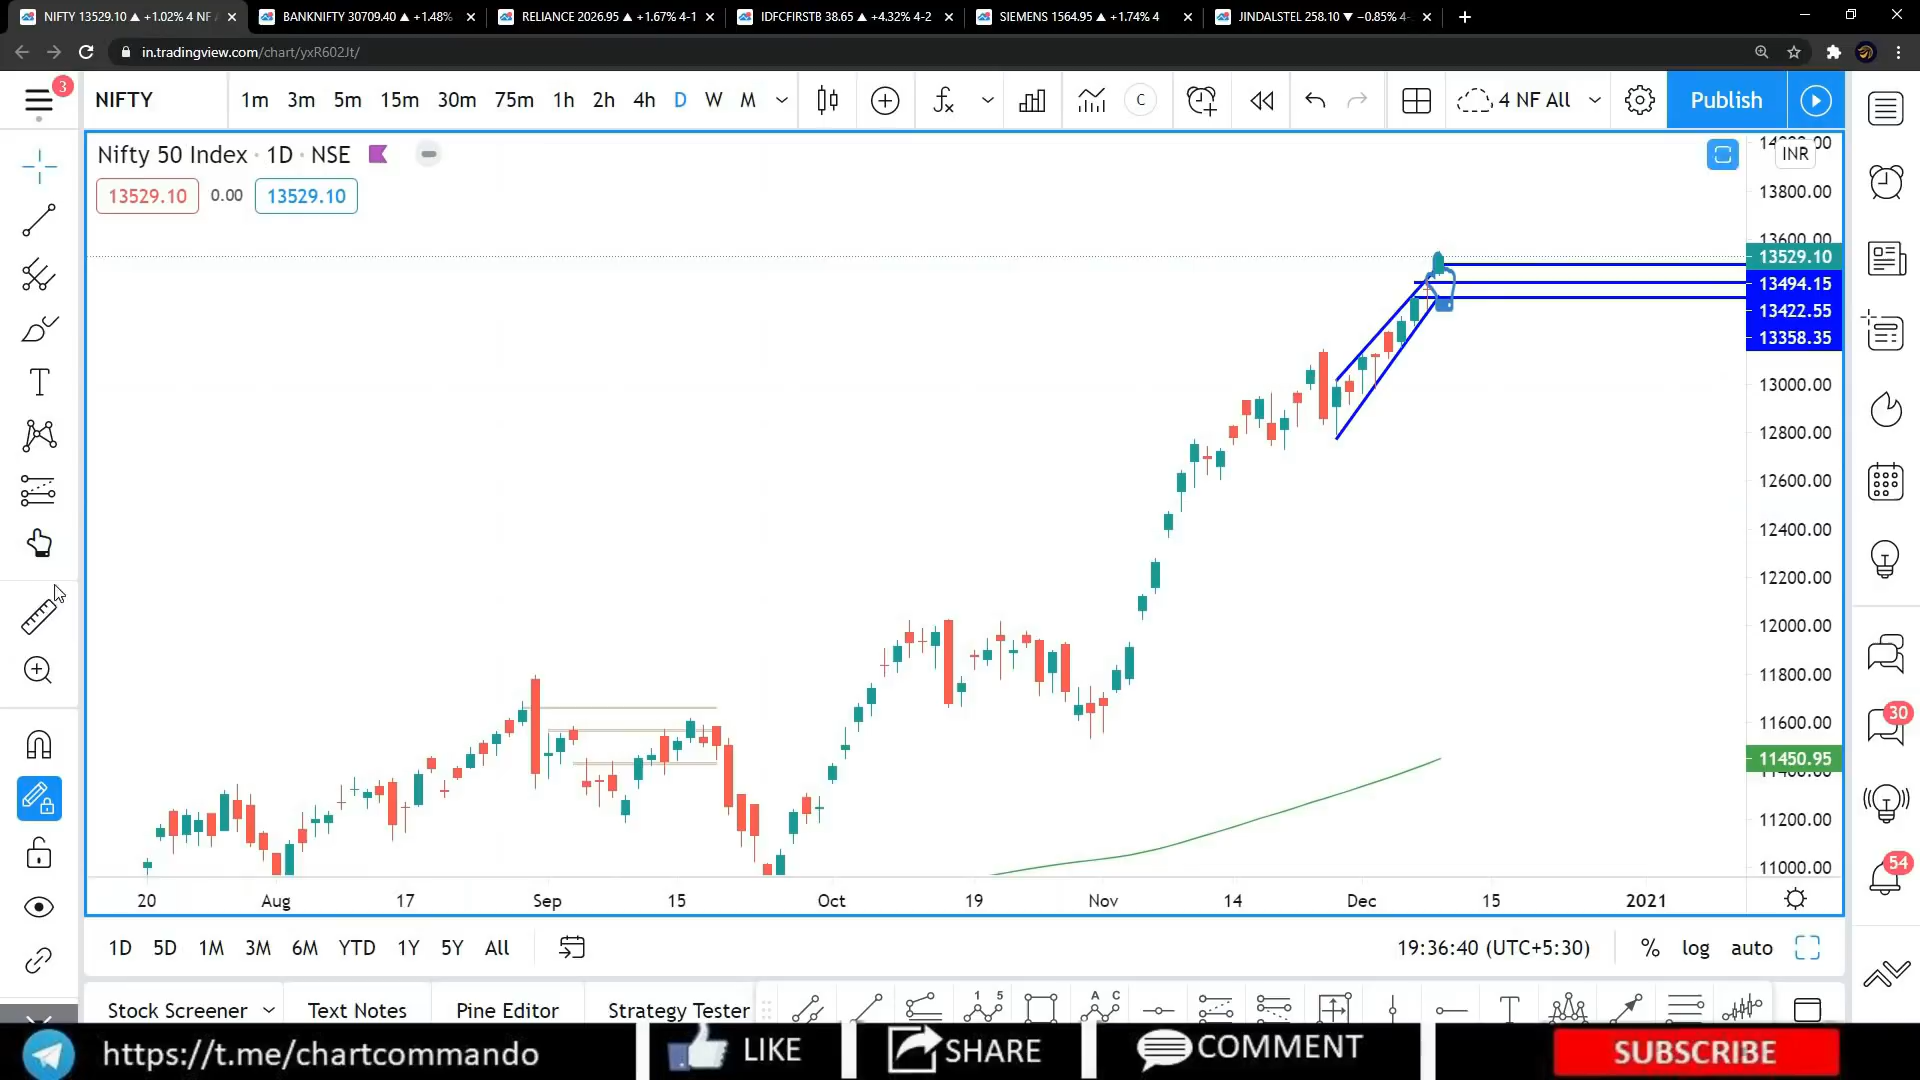 NIFTY 13529.10 ▲ +1.02% 4 NF
BANKNIFTY 30709.40 ▲ +1.48%
RELIANCE 2026.95 ▲ +1.67% 4-1
IDFCFIRSTB 38.65 ▲ +4.32% 4-2
SIEMENS 1564.95 ▲ +1.74% 4
JINDALSTEL 258.10 ▼ −0.85% 4-
in.tradingview.com/chart/yxR602Jt/
3
NIFTY
1m 3m 5m 15m 30m 75m 1h 2h 4h D W M
C
4 NF All
Publish
Nifty 50 Index · 1D · NSE
INR
13529.10 0.00 13529.10
13800.00
13600.00
13529.10
13494.15
13422.55
13358.35
13000.00
12800.00
12600.00
12400.00
12200.00
12000.00
11800.00
11600.00
11450.95
11200.00
11000.00
30
54
20 Aug 17 Sep 15 Oct 19 Nov 14 Dec 15 2021
1D 5D 1M 3M 6M YTD 1Y 5Y All
19:36:40 (UTC+5:30)
% log auto
Stock Screener Text Notes Pine Editor Strategy Tester
1 5
A C
T
https://t.me/chartcommando
LIKE
SHARE
COMMENT
SUBSCRIBE